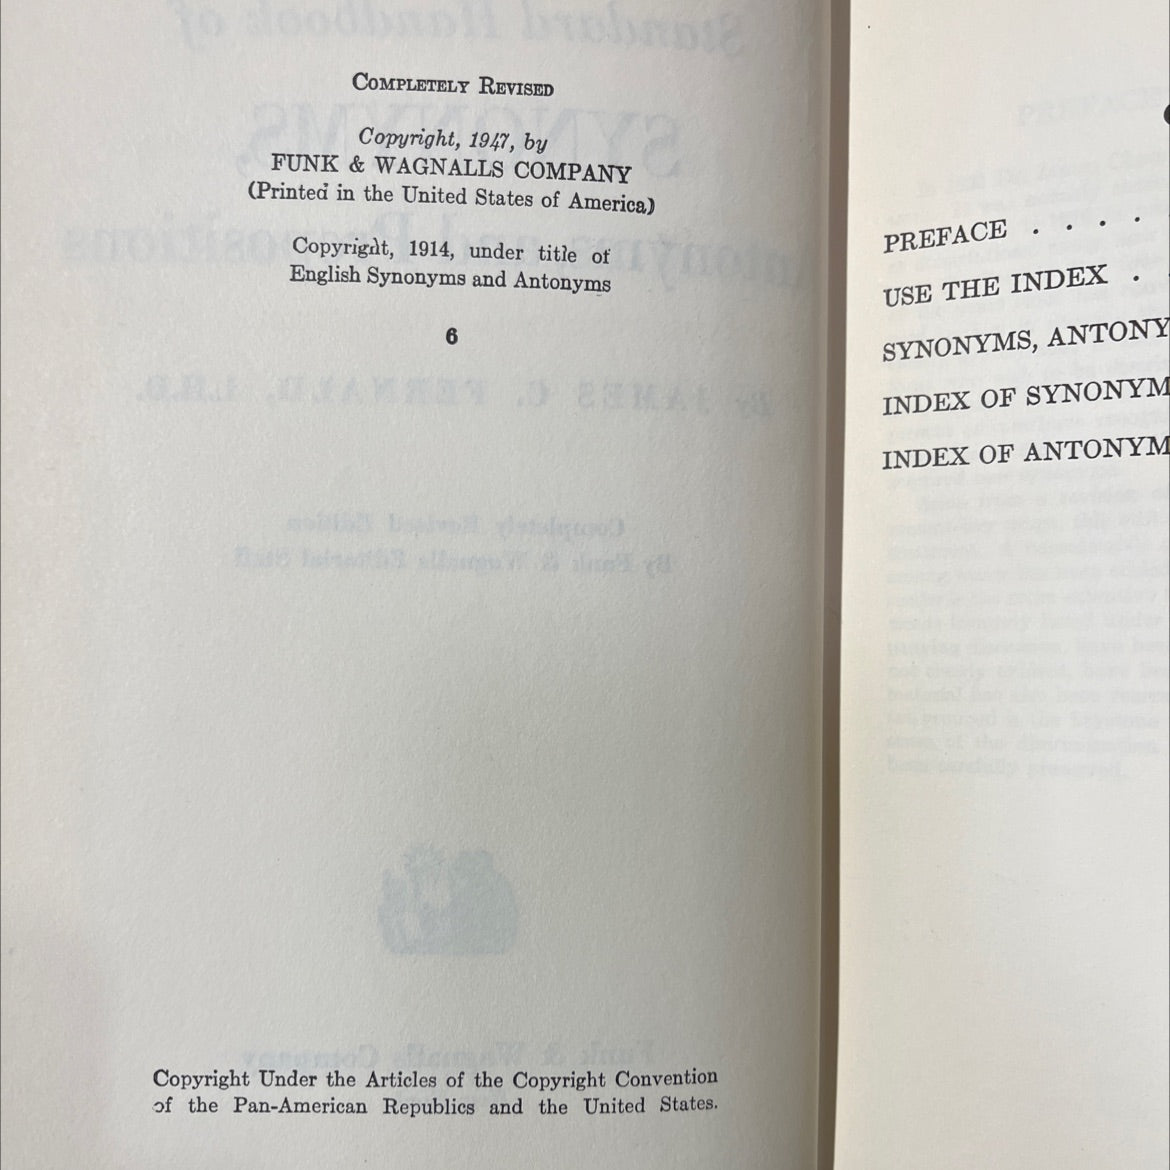 COMPLETELY REVISED
Copyright, 1947, by
FUNK & WAGNALLS COMPANY
(Printed in the United States of America)
Copyright, 1914, under title of
English Synonyms and Antonyms
6
Copyright Under the Articles of the Copyright Convention
of the Pan-American Republics and the United States.
PREFACE . . . .
USE THE INDEX .
SYNONYMS, ANTONY
INDEX OF SYNONYM
INDEX OF ANTONYM